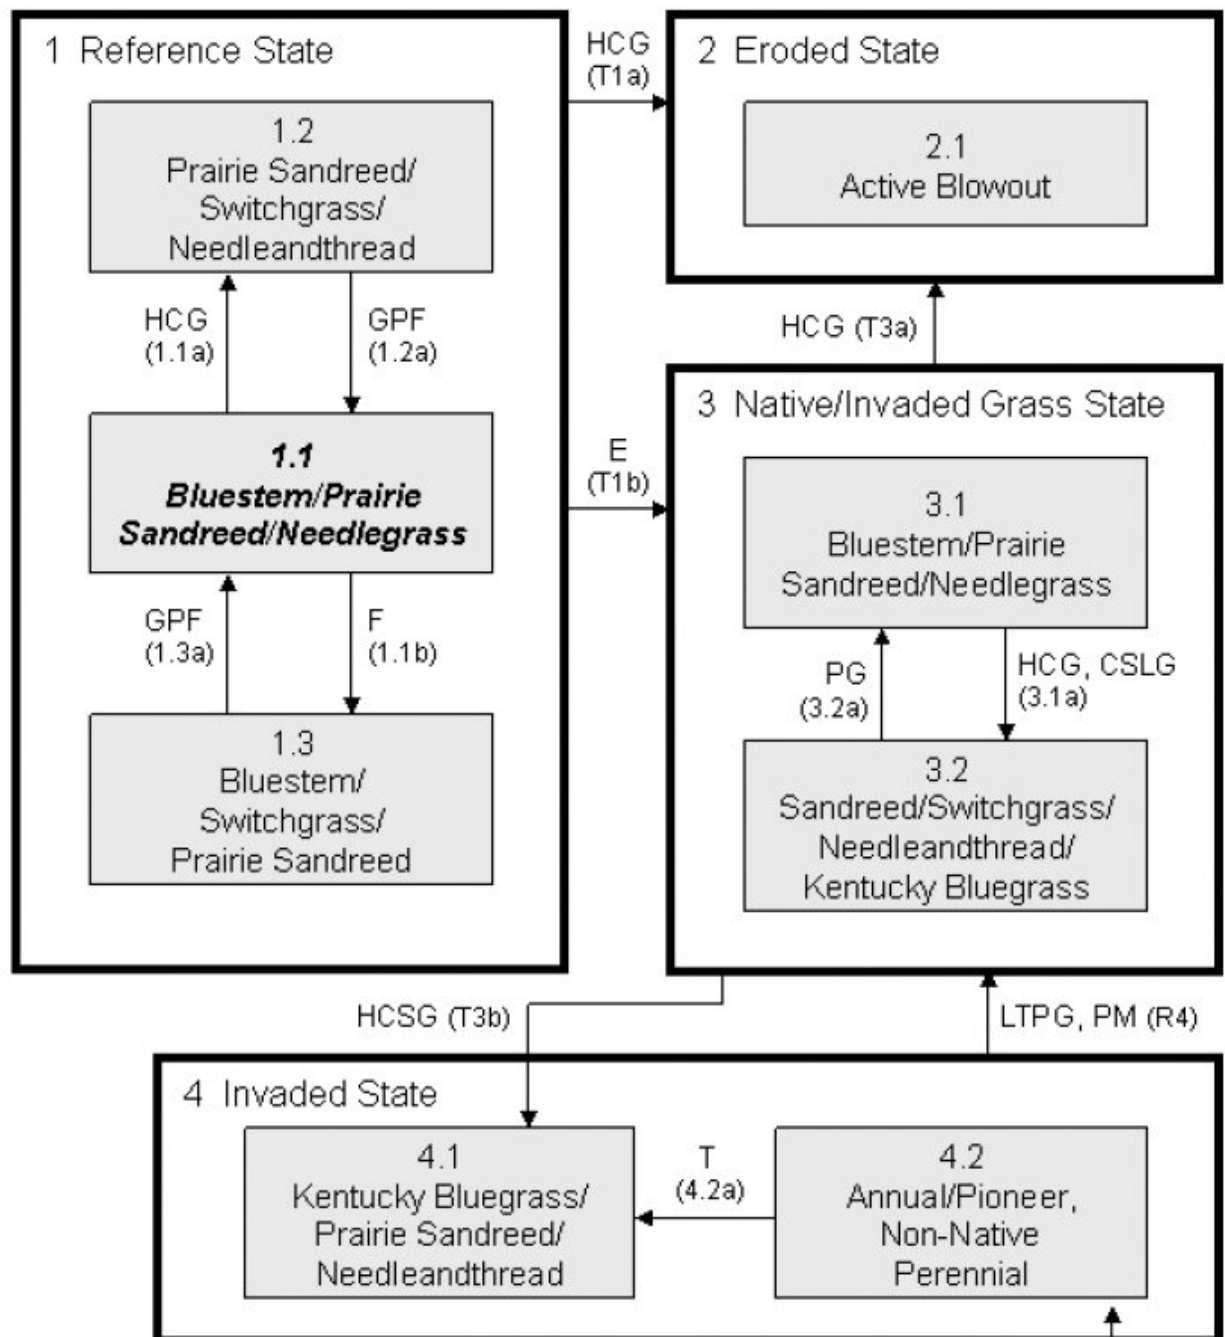 1 Reference State
1.2
Prairie Sandreed/
Switchgrass/
Needleandthread
HCG
(1.1a)
GPF
(1.2a)
1.1
Bluestem/Prairie
Sandreed/Needlegrass
GPF
(1.3a)
F
(1.1b)
1.3
Bluestem/
Switchgrass/
Prairie Sandreed
HCG
(T1a)
2 Eroded State
2.1
Active Blowout
HCG (T3a)
E
(T1b)
3 Native/Invaded Grass State
3.1
Bluestem/Prairie
Sandreed/Needlegrass
PG
(3.2a)
HCG, CSLG
(3.1a)
3.2
Sandreed/Switchgrass/
Needleandthread/
Kentucky Bluegrass
HCSG (T3b)
LTPG, PM (R4)
4 Invaded State
4.1
Kentucky Bluegrass/
Prairie Sandreed/
Needleandthread
T
(4.2a)
4.2
Annual/Pioneer,
Non-Native
Perennial